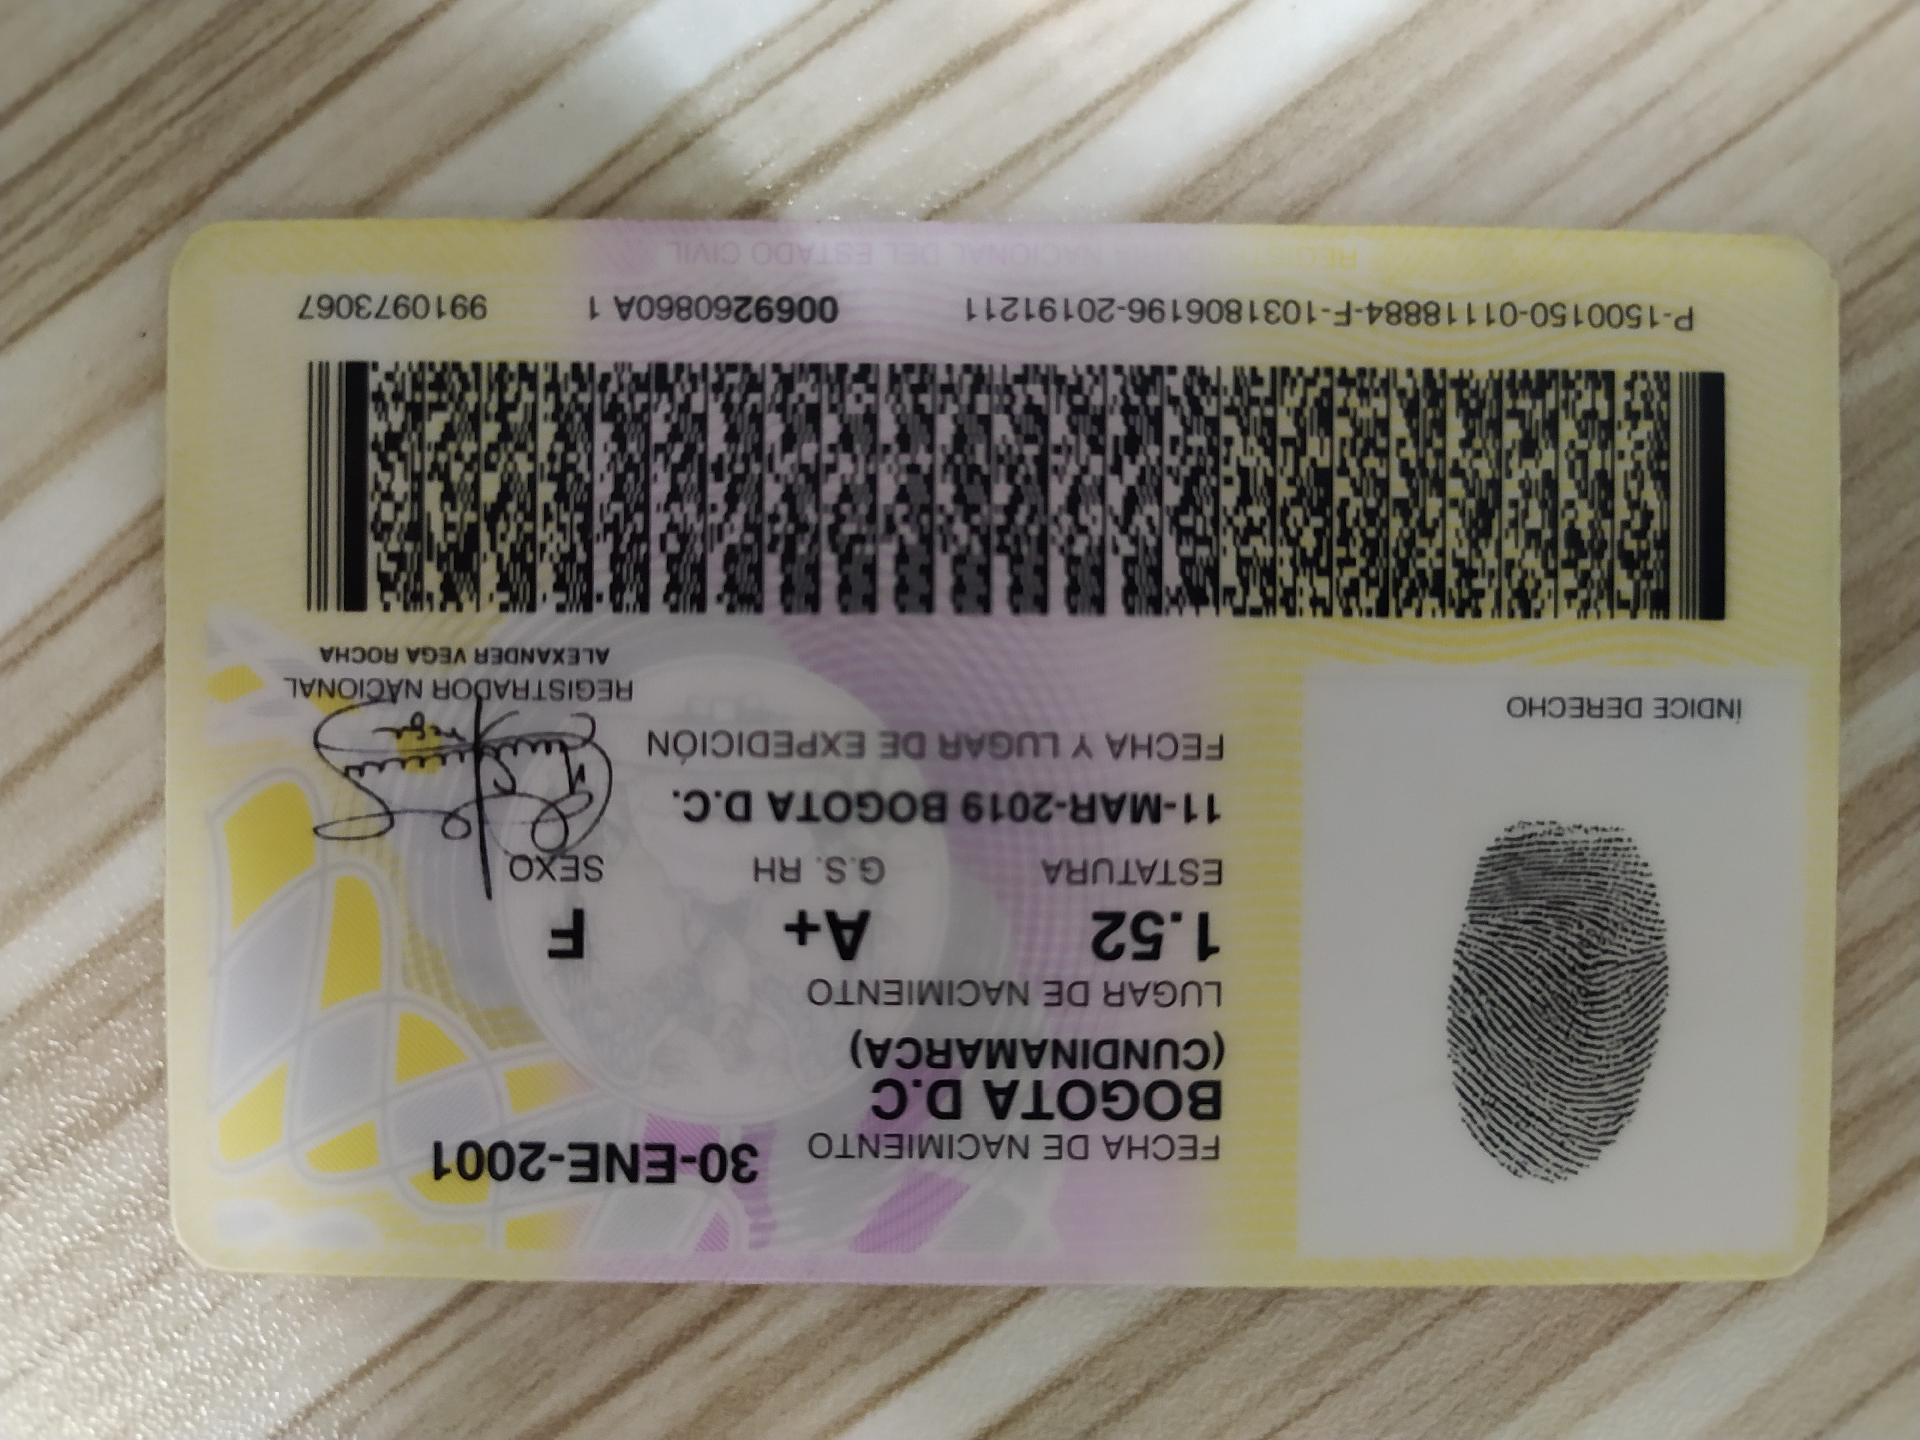 FECHA DE NACIMIENTO 30-ENE-2001
BOGOTA D.C
(CUNDINAMARCA)
LUGAR DE NACIMIENTO
1.52 A+ F
ESTATURA G.S. RH SEXO
11-MAR-2019 BOGOTA D.C.
FECHA Y LUGAR DE EXPEDICIÓN
ÍNDICE DERECHO
REGISTRADOR NACIONAL
ALEXANDER VEGA ROCHA
P-1500150-01118884-F-1031806196-20191211 0069260860A 1 9910973067
REGISTRADURIA NACIONAL DEL ESTADO CIVIL